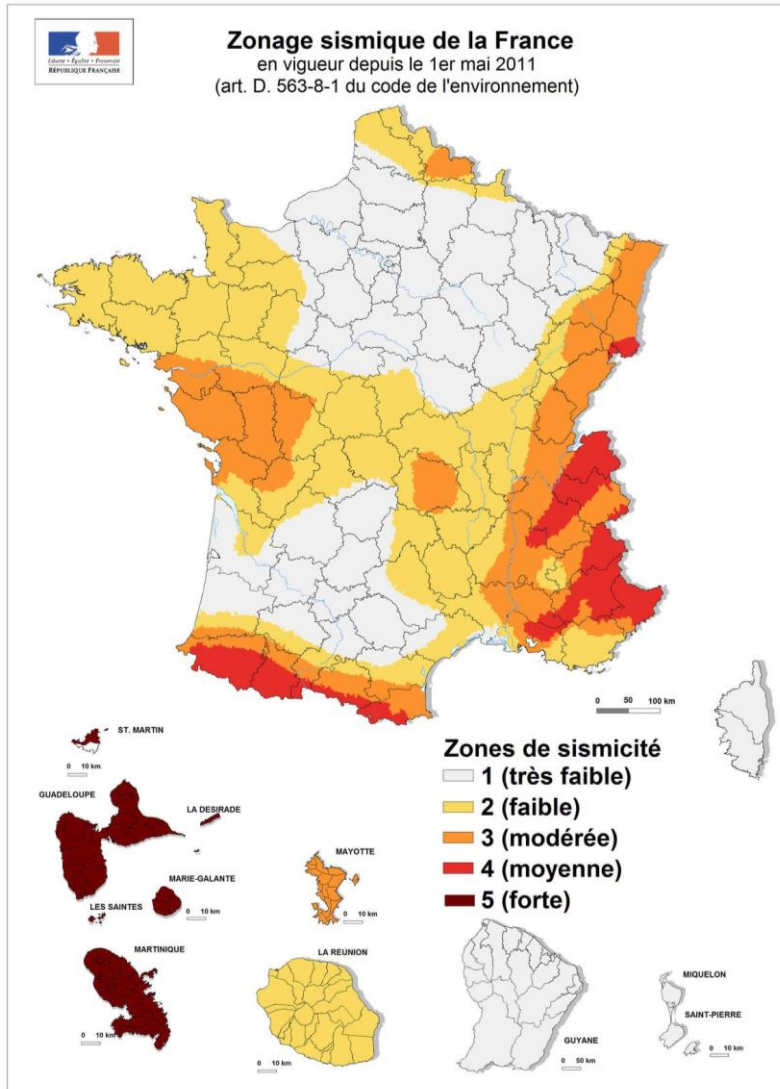 Liberté • Égalité • Fraternité
RÉPUBLIQUE FRANÇAISE
Zonage sismique de la France
en vigueur depuis le 1er mai 2011
(art. D. 563-8-1 du code de l'environnement)
0 50 100 km
Zones de sismicité
1 (très faible)
2 (faible)
3 (modérée)
4 (moyenne)
5 (forte)
ST. MARTIN
0 10 km
GUADELOUPE
LA DESIRADE
MARIE-GALANTE
LES SAINTES
0 10 km
MAYOTTE
0 10 km
MARTINIQUE
0 10 km
LA REUNION
0 10 km
GUYANE
0 50 km
MIQUELON
SAINT-PIERRE
0 10 km